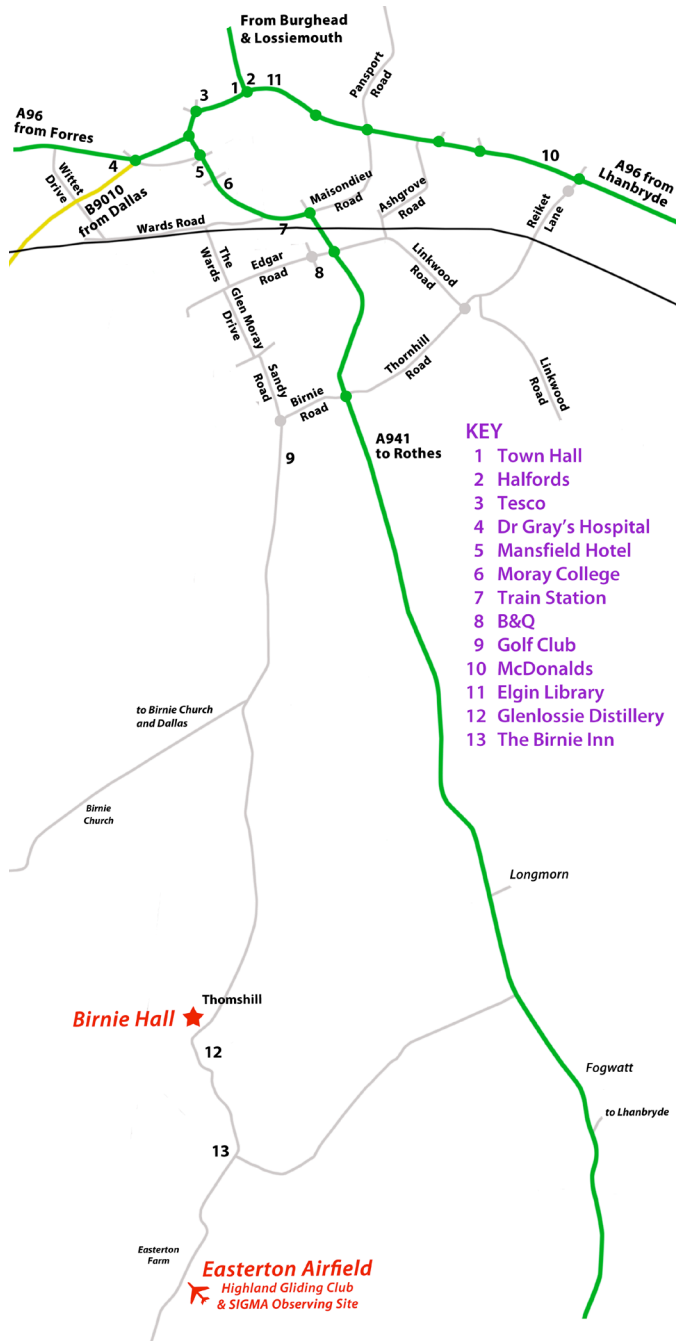 From Burghead
& Lossiemouth
1
2
11
3
Pansport
Road
A96
from Forres
4
5
6
10
A96 from
Lhanbryde
Wittet
Drive
B9010
from Dallas
Maisondieu
Road
Ashgrove
Road
Reiket
Lane
Wards Road
7
The
Wards
Edgar
Road
8
Linkwood
Road
Glen Moray
Drive
Thornhill
Road
Linkwood
Road
Sandy
Road
Birnie
Road
9
A941
to Rothes
KEY
1 Town Hall
2 Halfords
3 Tesco
4 Dr Gray's Hospital
5 Mansfield Hotel
6 Moray College
7 Train Station
8 B&Q
9 Golf Club
10 McDonalds
11 Elgin Library
12 Glenlossie Distillery
13 The Birnie Inn
to Birnie Church
and Dallas
Birnie
Church
Longmorn
Thomshill
Birnie Hall
12
Fogwatt
to Lhanbryde
13
Easterton
Farm
Easterton Airfield
Highland Gliding Club
& SIGMA Observing Site